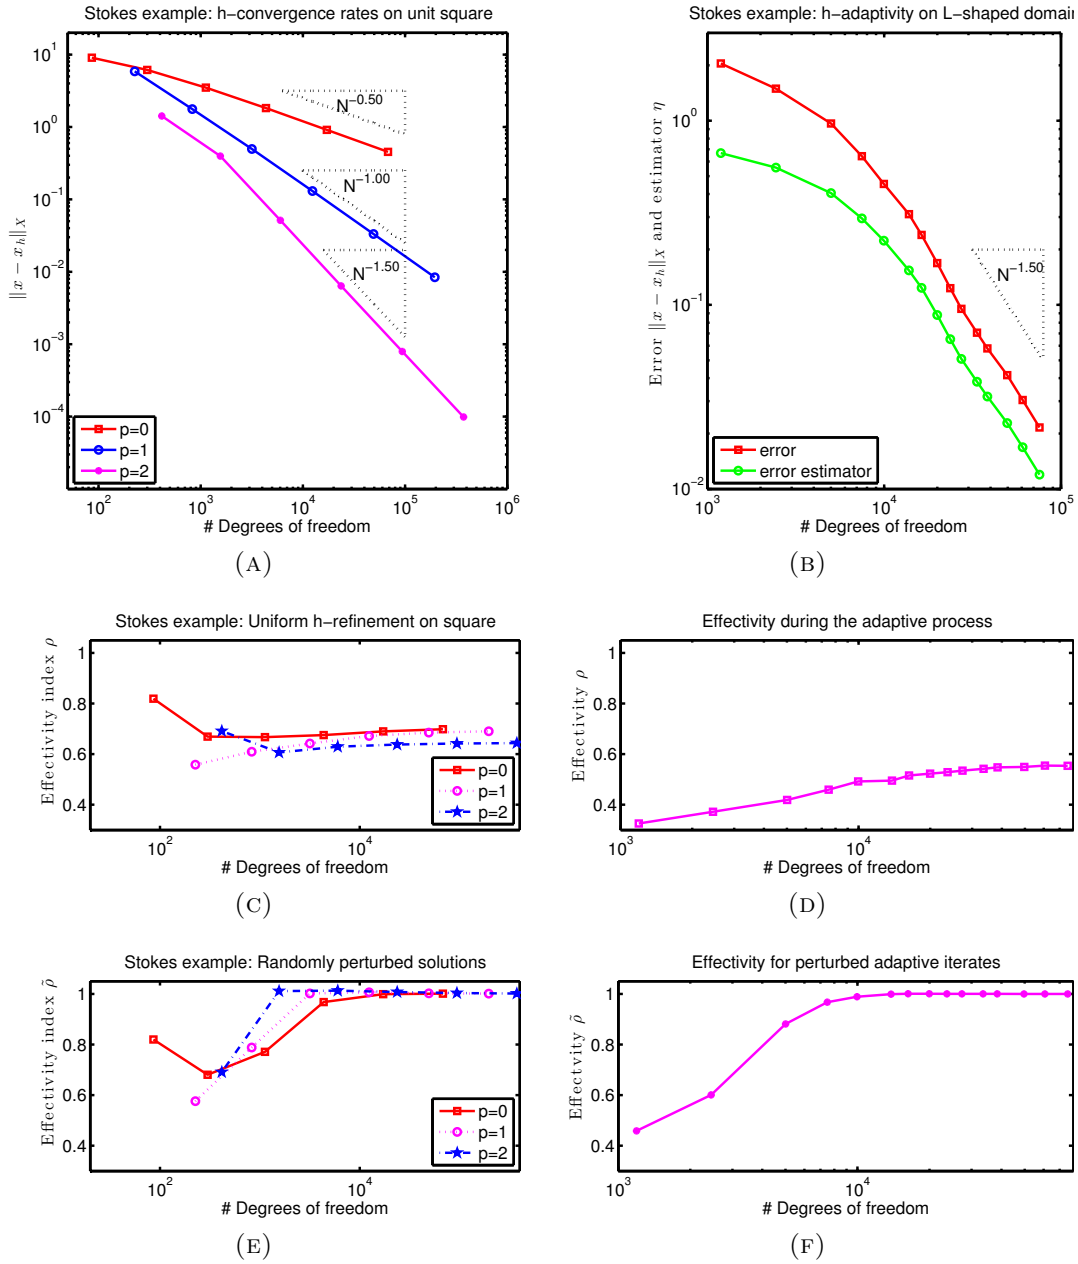 Stokes example: h−convergence rates on unit square
10^1
10^0
10^−1
10^−2
10^−3
10^−4
‖x − x_h‖_X
N^−0.50
N^−1.00
N^−1.50
p=0
p=1
p=2
10^2
10^3
10^4
10^5
10^6
# Degrees of freedom
(A)
Stokes example: h−adaptivity on L−shaped domain
10^0
10^−1
10^−2
Error ‖x − x_h‖_X and estimator η
N^−1.50
error
error estimator
10^3
10^4
10^5
# Degrees of freedom
(B)
Stokes example: Uniform h−refinement on square
1
0.8
0.6
0.4
Effectivity index ρ
p=0
p=1
p=2
10^2
10^4
# Degrees of freedom
(C)
Effectivity during the adaptive process
1
0.8
0.6
0.4
Effectivity ρ
10^3
10^4
# Degrees of freedom
(D)
Stokes example: Randomly perturbed solutions
1
0.8
0.6
0.4
Effectivity index ρ̃
p=0
p=1
p=2
10^2
10^4
# Degrees of freedom
(E)
Effectivity for perturbed adaptive iterates
1
0.8
0.6
0.4
Effectvity ρ̃
10^3
10^4
# Degrees of freedom
(F)